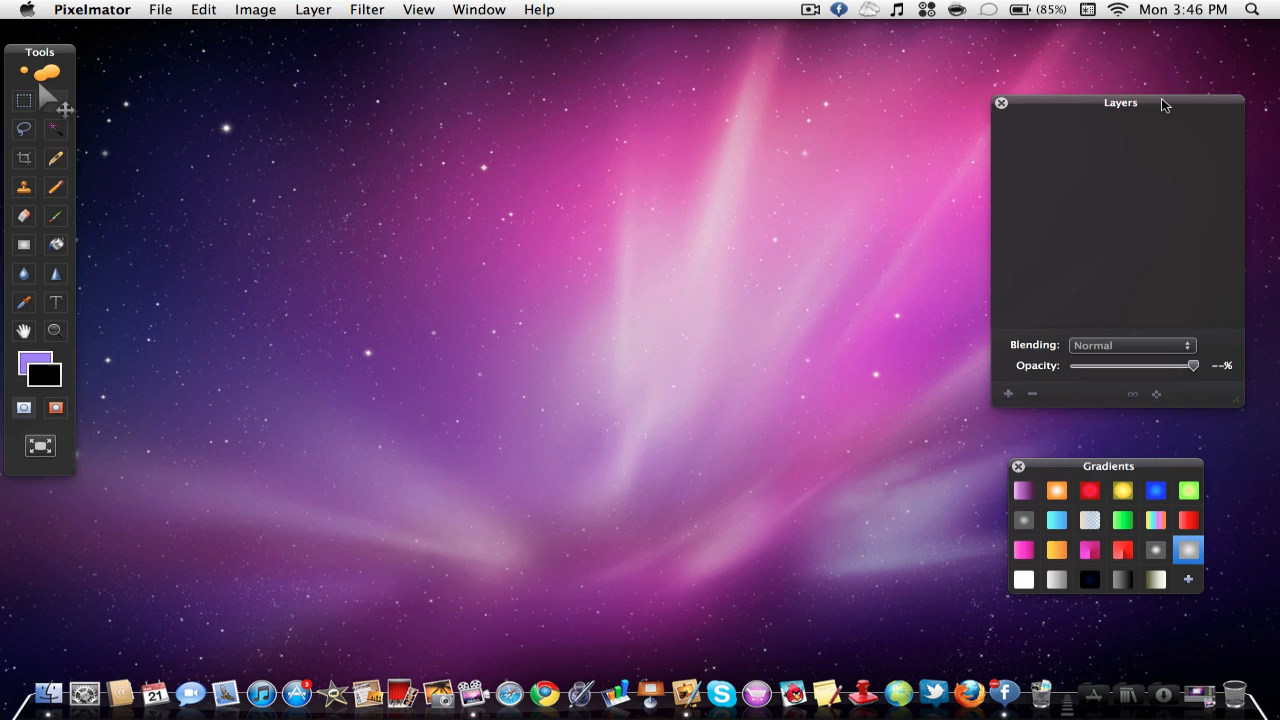 Pixelmator File Edit Image Layer Filter View Window Help (85%) Mon 3:46 PM
Tools
Layers
Blending: Normal
Opacity: --%
Gradients
21
3